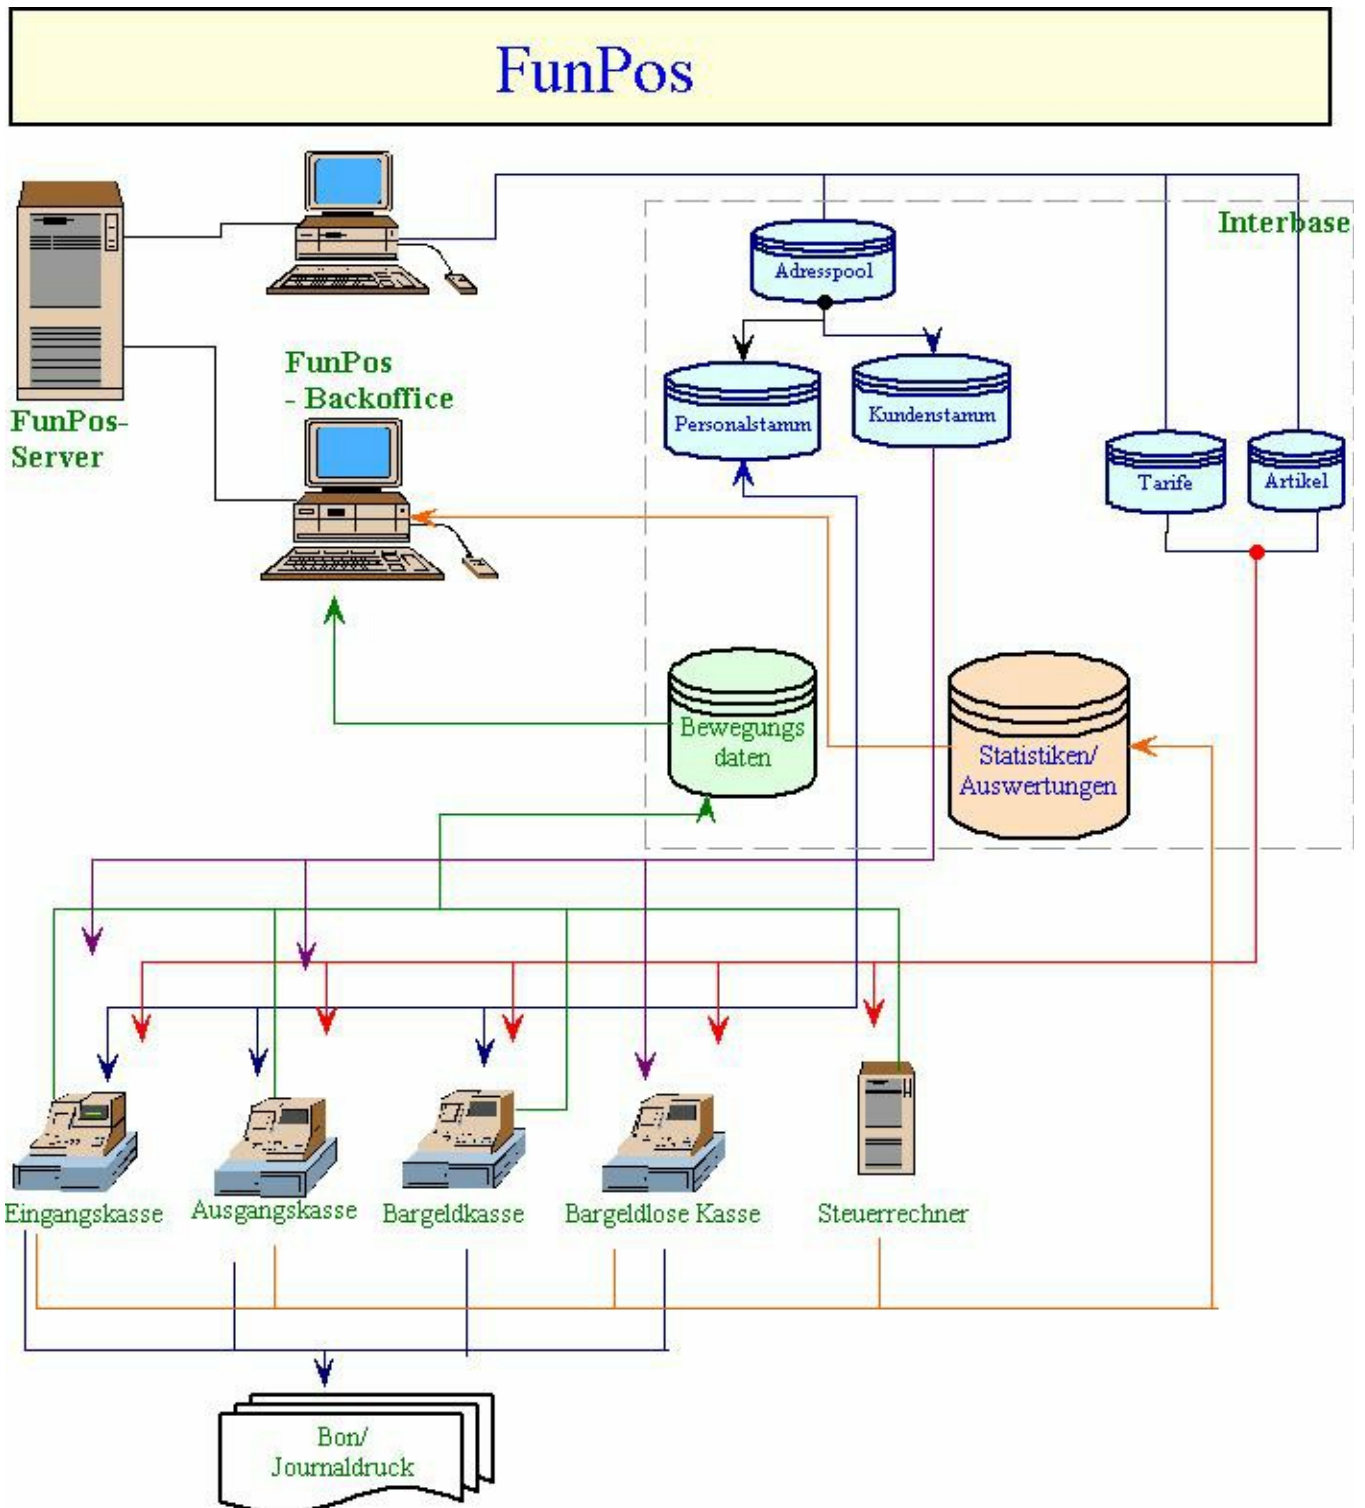 FunPos
Interbase
Adresspool
FunPos
- Backoffice
Personalstamm
Kundenstamm
FunPos-
Server
Tarife
Artikel
Bewegungs
daten
Statistiken/
Auswertungen
Eingangskasse
Ausgangskasse
Bargeldkasse
Bargeldlose Kasse
Steuerrechner
Bon/
Journaldruck